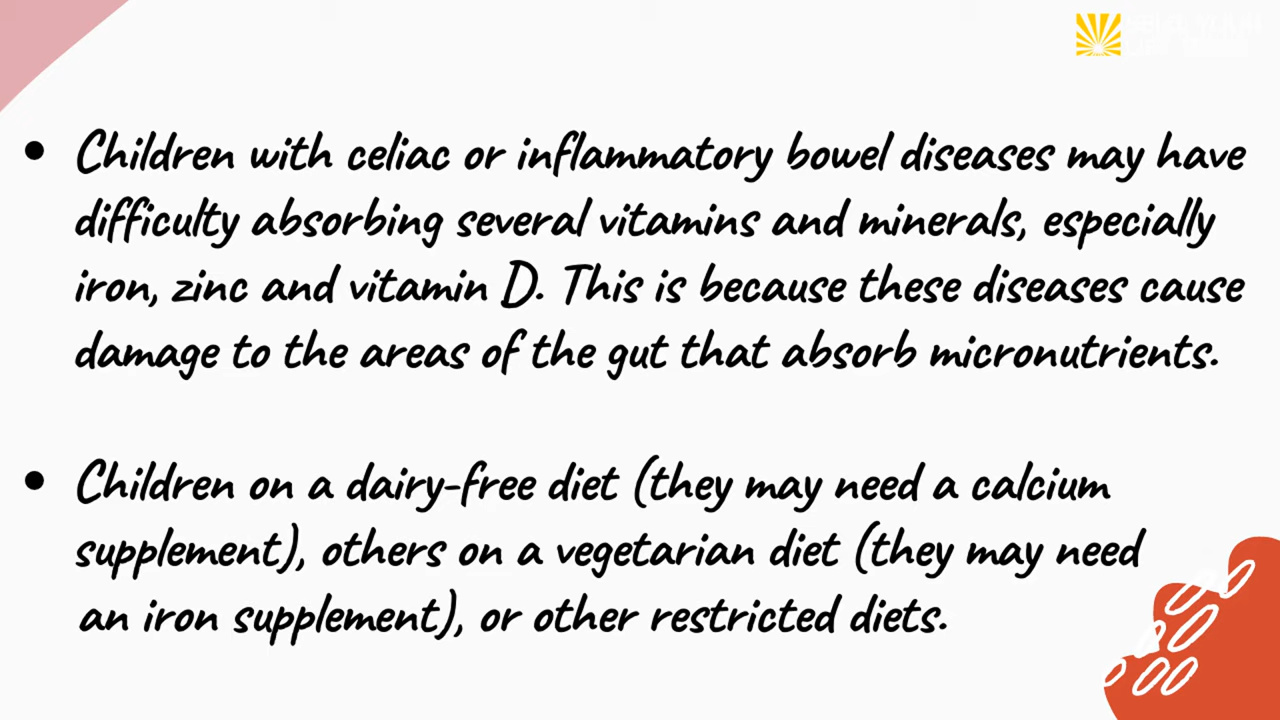 • Children with celiac or inflammatory bowel diseases may have
difficulty absorbing several vitamins and minerals, especially
iron, zinc and vitamin D. This is because these diseases cause
damage to the areas of the gut that absorb micronutrients.
• Children on a dairy-free diet (they may need a calcium
supplement), others on a vegetarian diet (they may need
an iron supplement), or other restricted diets.